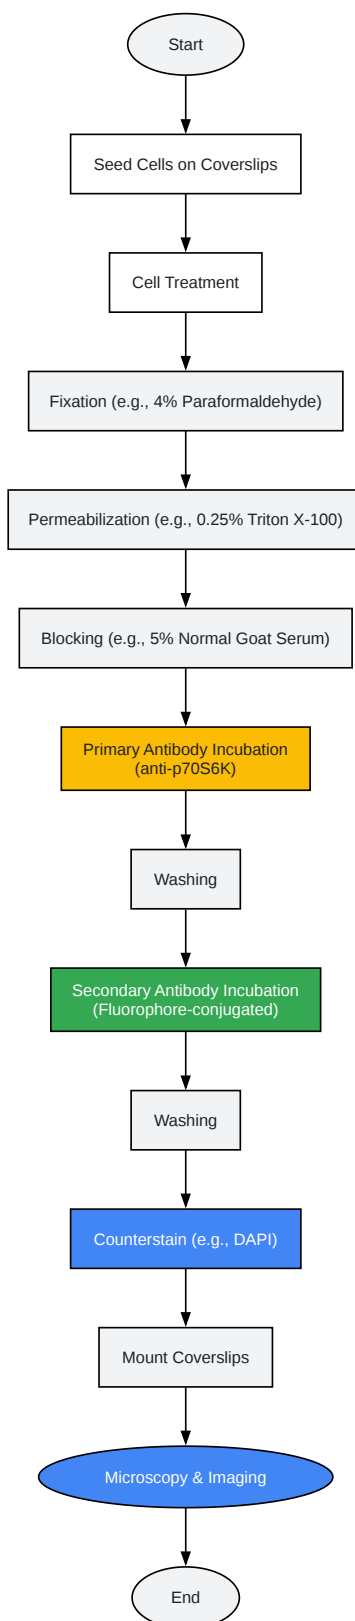 Start
Seed Cells on Coverslips
Cell Treatment
Fixation (e.g., 4% Paraformaldehyde)
Permeabilization (e.g., 0.25% Triton X-100)
Blocking (e.g., 5% Normal Goat Serum)
Primary Antibody Incubation
(anti-p70S6K)
Washing
Secondary Antibody Incubation
(Fluorophore-conjugated)
Washing
Counterstain (e.g., DAPI)
Mount Coverslips
Microscopy & Imaging
End